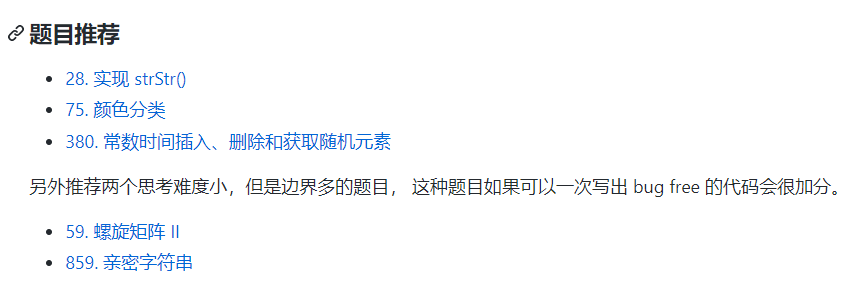 题目推荐
28. 实现 strStr()
75. 颜色分类
380. 常数时间插入、删除和获取随机元素
另外推荐两个思考难度小，但是边界多的题目， 这种题目如果可以一次写出 bug free 的代码会很加分。
59. 螺旋矩阵 II
859. 亲密字符串